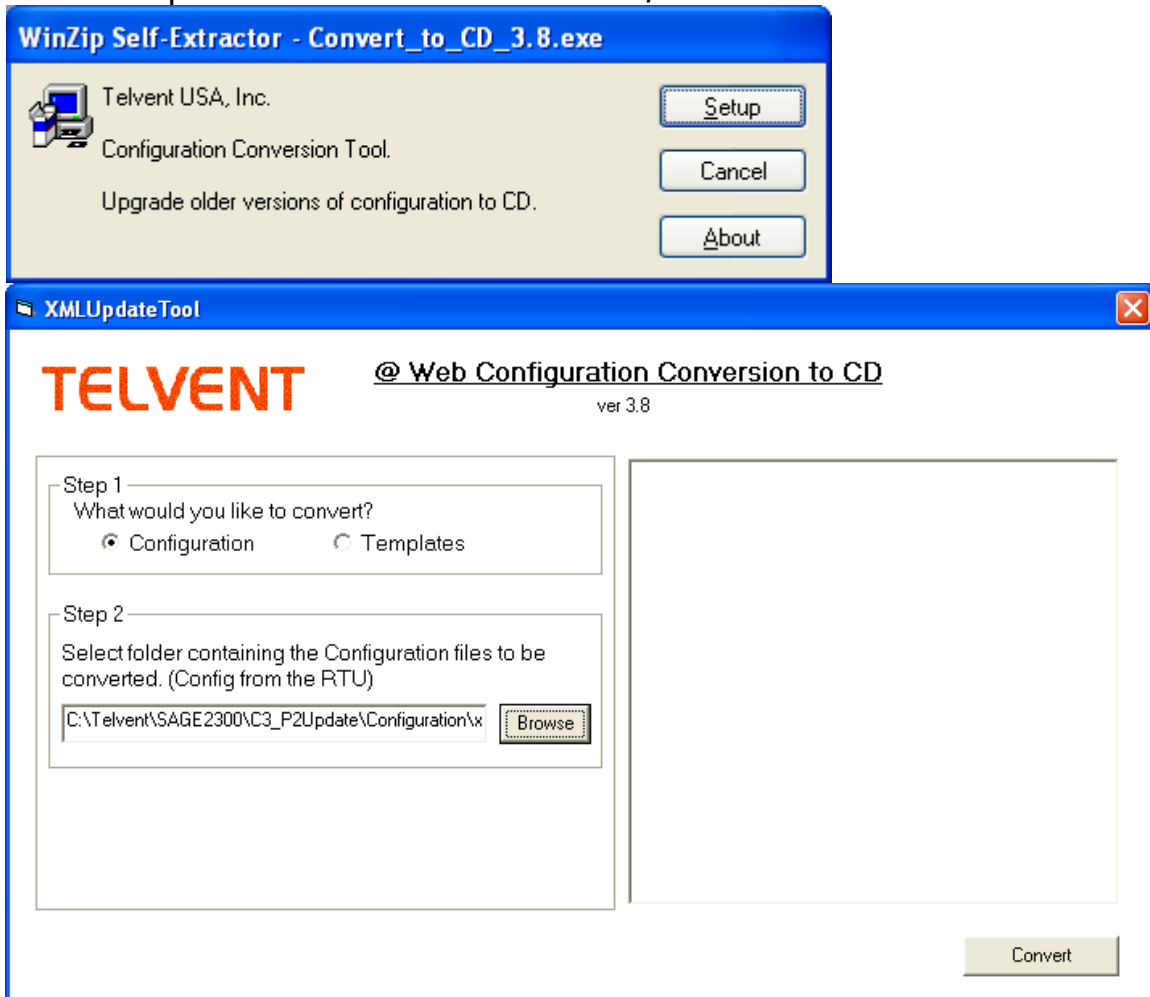 WinZip Self-Extractor - Convert_to_CD_3.8.exe
Telvent USA, Inc.
Setup
Configuration Conversion Tool.
Cancel
Upgrade older versions of configuration to CD.
About
XMLUpdateTool
TELVENT
@ Web Configuration Conversion to CD
ver 3.8
Step 1
What would you like to convert?
Configuration
Templates
Step 2
Select folder containing the Configuration files to be
converted. (Config from the RTU)
C:\Telvent\SAGE2300\C3_P2Update\Configuration\x
Browse
Convert